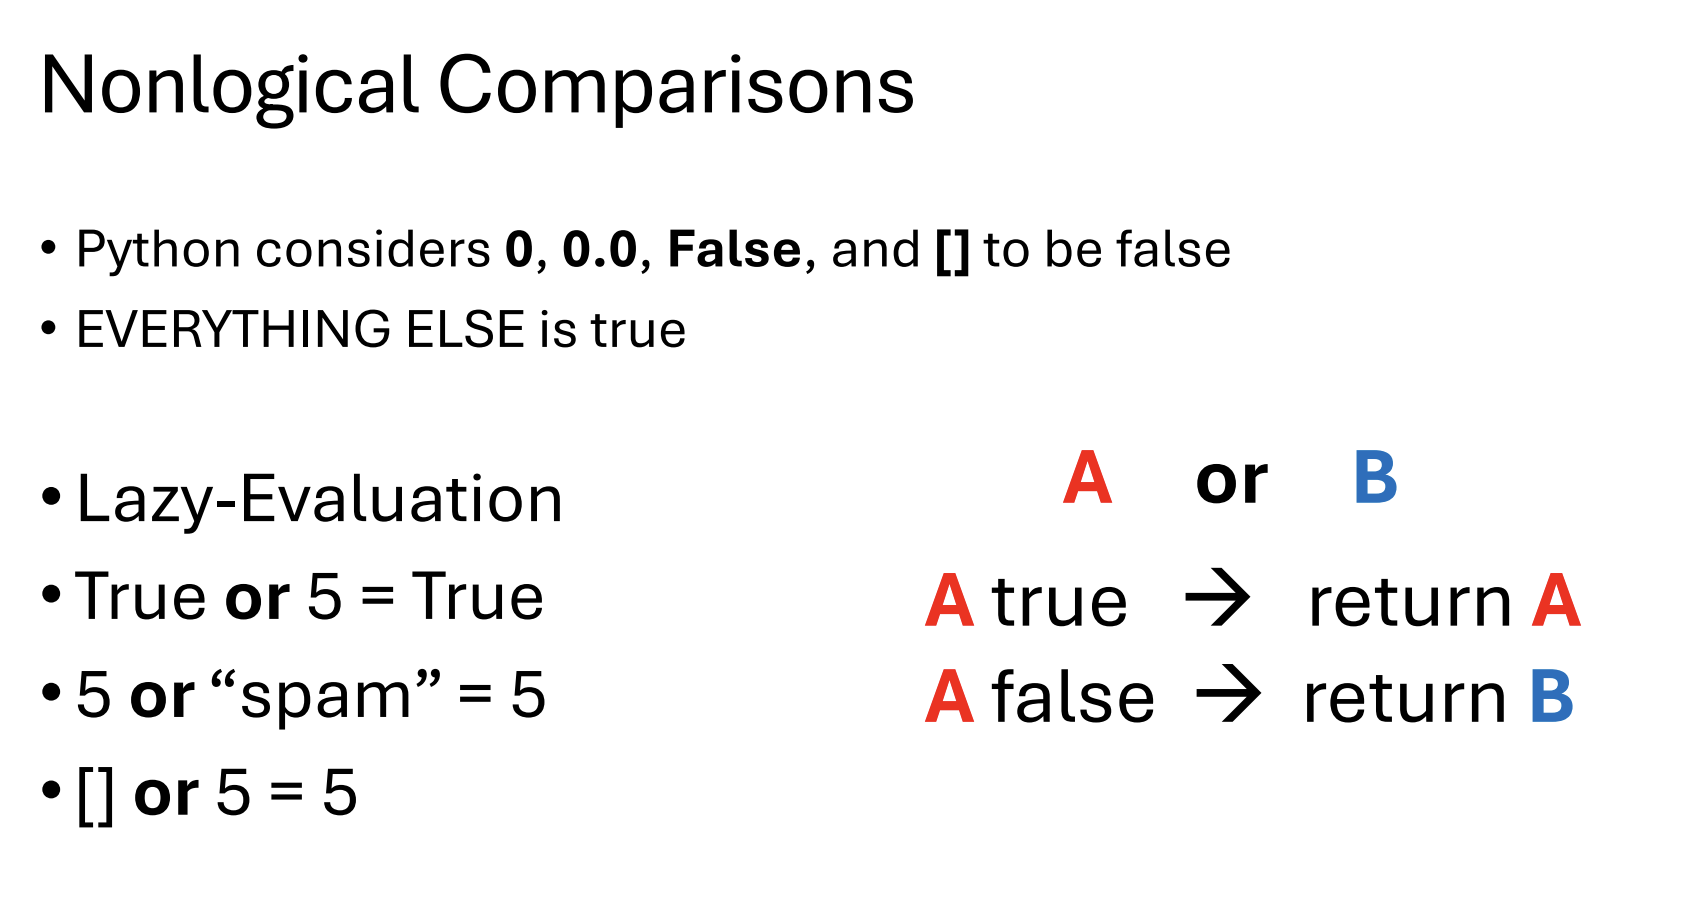 Nonlogical Comparisons
• Python considers 0, 0.0, False, and [] to be false
• EVERYTHING ELSE is true
• Lazy-Evaluation
• True or 5 = True
• 5 or “spam” = 5
• [] or 5 = 5
A or B
A true → return A
A false → return B